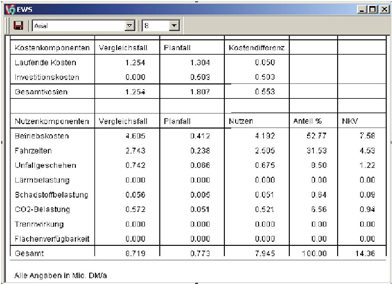 EWS
Arial 8
Kostenkomponenten Vergleichsfall Planfall Kostendifferenz
Laufende Kosten 1.254 1.304 0.050
Investitionskosten 0.000 0.503 0.503
Gesamtkosten 1.254 1.807 0.553
Nutzenkomponenten Vergleichsfall Planfall Nutzen Anteil % NKV
Betriebskosten 4.605 0.412 4.192 52.77 7.58
Fahrzeiten 2.743 0.238 2.505 31.53 4.53
Unfallgeschehen 0.742 0.066 0.675 8.50 1.22
Lärmbelastung 0.000 0.000 0.000 0.00 0.00
Schadstoffbelastung 0.056 0.005 0.051 0.64 0.09
CO2-Belastung 0.572 0.051 0.521 6.56 0.94
Trennwirkung 0.000 0.000 0.000 0.00 0.00
Flächenverfügbarkeit 0.000 0.000 0.000 0.00 0.00
Gesamt 8.719 0.773 7.945 100.00 14.36
Alle Angaben in Mio. DM/a